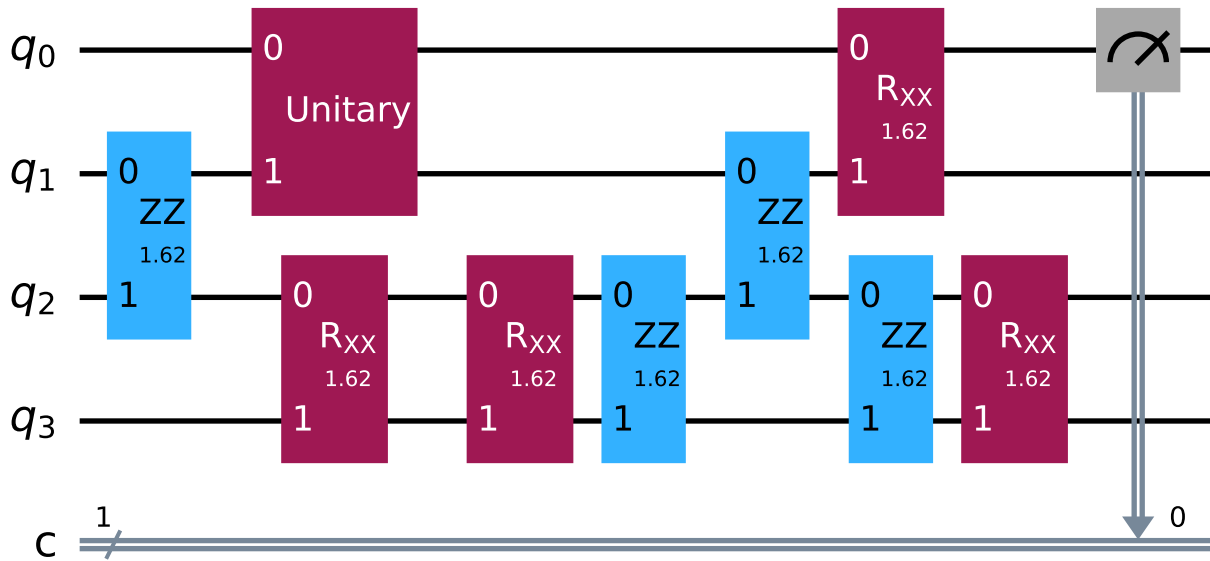 q0 0 0
Unitary RXX
1.62
q1 0 1 0 1
ZZ ZZ
1.62 1.62
q2 1 0 0 0 1 0 0
RXX RXX ZZ ZZ RXX
1.62 1.62 1.62 1.62 1.62
q3 1 1 1 1 1
1 0
c